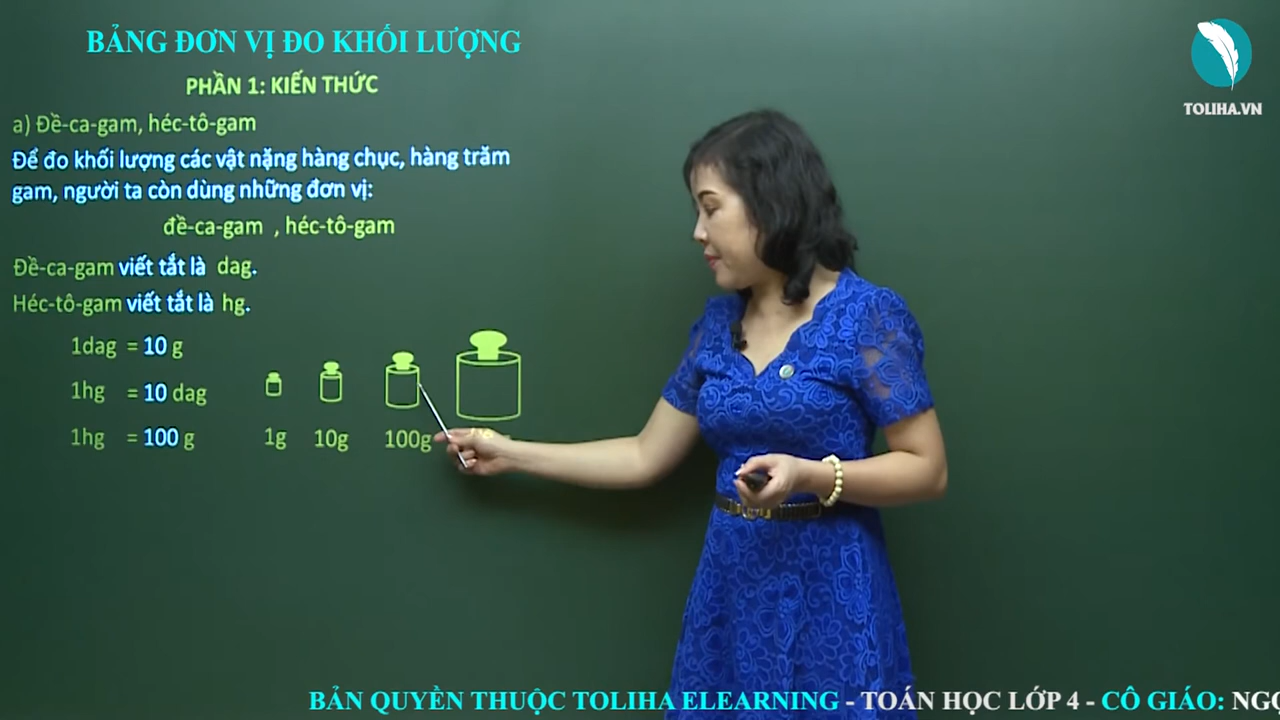 BẢNG ĐƠN VỊ ĐO KHỐI LƯỢNG
TOLIHA.VN
PHẦN 1: KIẾN THỨC
a) Đề-ca-gam, héc-tô-gam
Để đo khối lượng các vật nặng hàng chục, hàng trăm
gam, người ta còn dùng những đơn vị:
đề-ca-gam , héc-tô-gam
Đề-ca-gam viết tắt là dag.
Héc-tô-gam viết tắt là hg.
1dag = 10 g
1hg = 10 dag
1hg = 100 g
1g 10g 100g
BẢN QUYỀN THUỘC TOLIHA ELEARNING - TOÁN HỌC LỚP 4 - CÔ GIÁO: